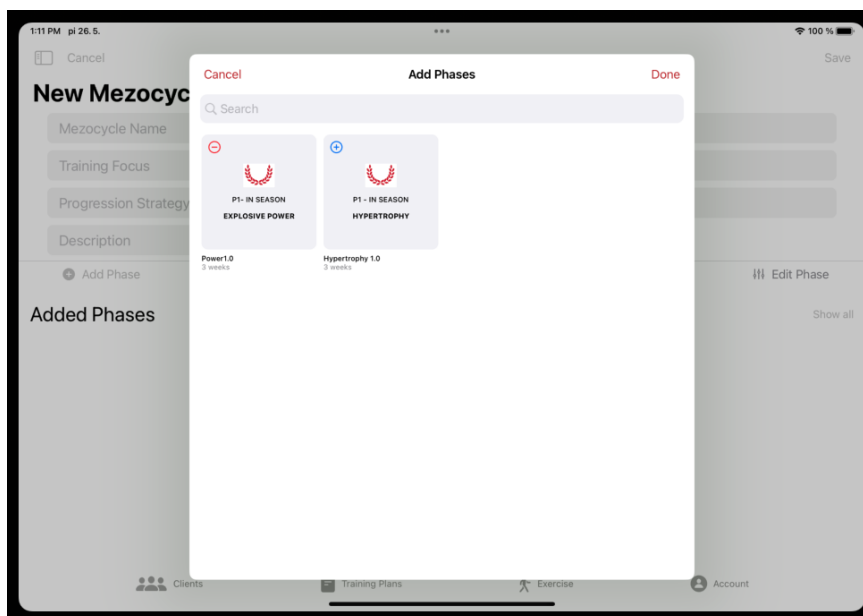 1:11 PM pi 26. 5.
100 %
Cancel
Save
New Mezocyc
Mezocycle Name
Training Focus
Progression Strategy
Description
Add Phase
Edit Phase
Added Phases
Show all
Cancel
Add Phases
Done
Search
P1- IN SEASON
EXPLOSIVE POWER
Power1.0
3 weeks
P1 - IN SEASON
HYPERTROPHY
Hypertrophy 1.0
3 weeks
Clients
Training Plans
Exercise
Account